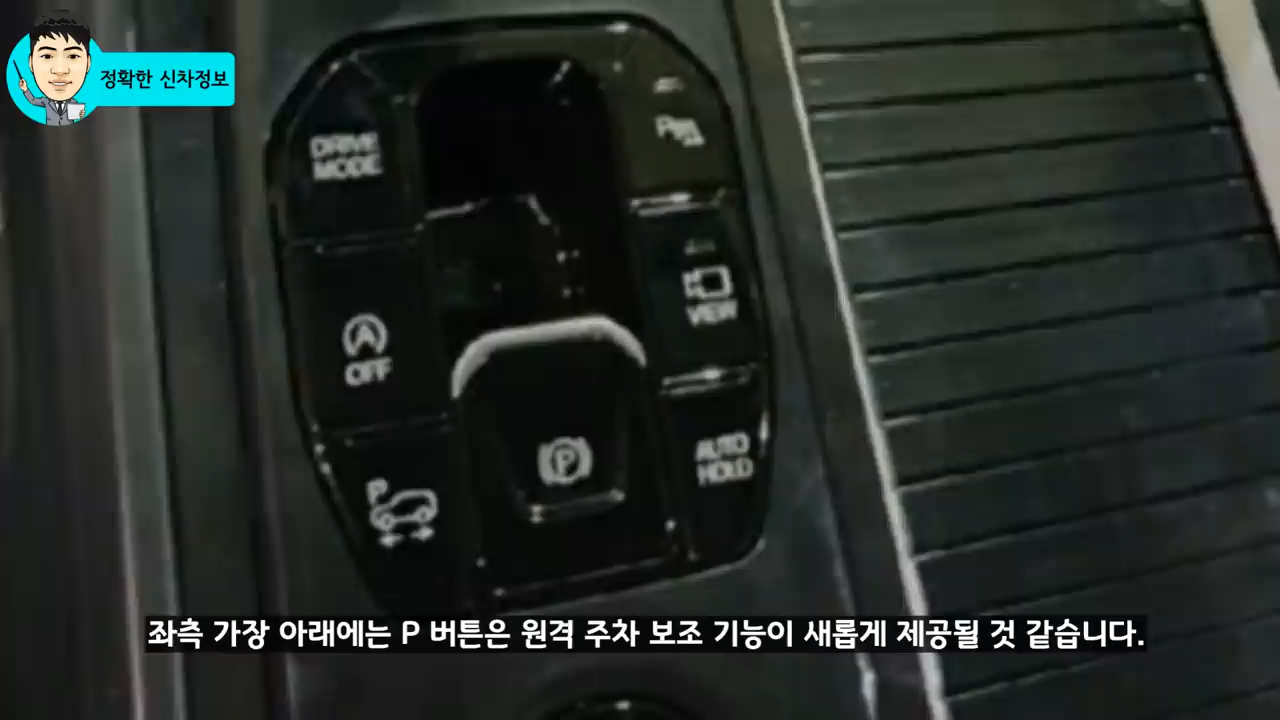 정확한 신차정보
DRIVE
MODE
P
VIEW
A
OFF
AUTO
HOLD
P
P
좌측 가장 아래에는 P 버튼은 원격 주차 보조 기능이 새롭게 제공될 것 같습니다.